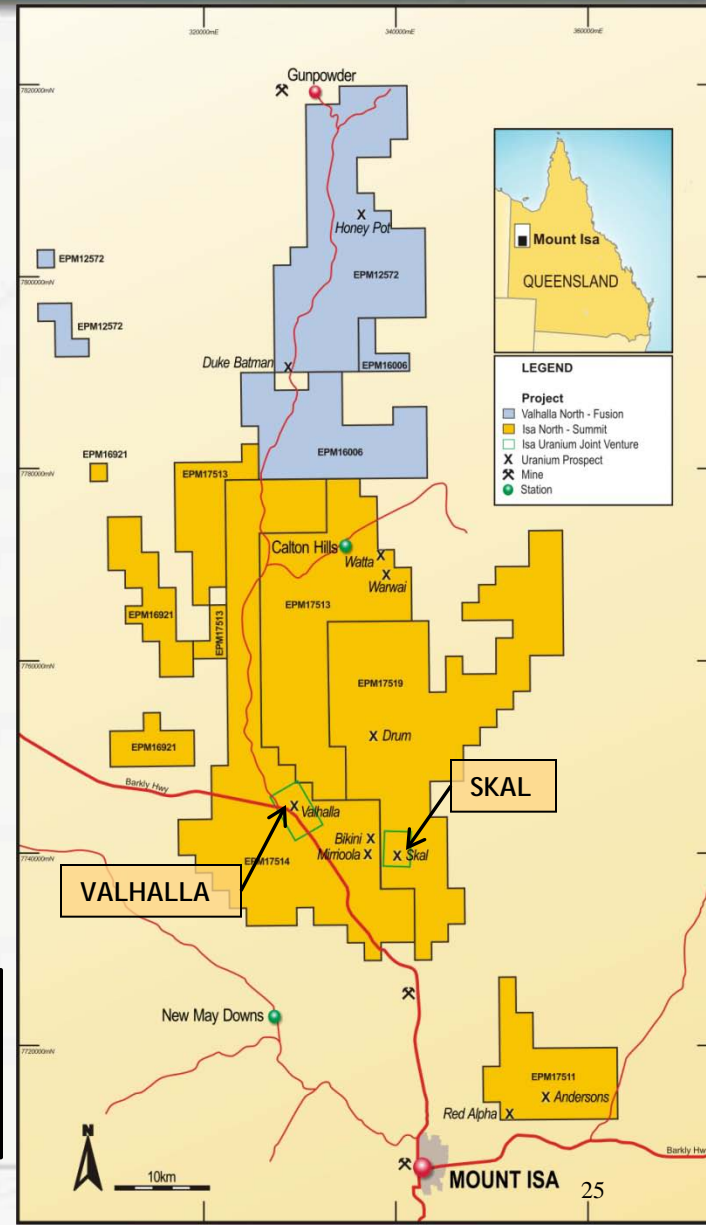 320000mE
340000mE
360000mE
7820000mN
Gunpowder
Honey Pot
EPM12572
EPM12572
7800000mN
EPM12572
Duke Batman
EPM16006
EPM16006
Mount Isa
QUEENSLAND
LEGEND
Project
Valhalla North - Fusion
Isa North - Summit
Isa Uranium Joint Venture
Uranium Prospect
Mine
Station
EPM16921
7780000mN
EPM17513
Calton Hills
Watta
Warwai
EPM17513
EPM16921
EPM17513
7760000mN
EPM17519
Drum
EPM16921
Barkly Hwy
SKAL
Valhalla
Bikini
Mirrioola
Skal
7740000mN
EPM17514
VALHALLA
New May Downs
7720000mN
EPM17511
Andersons
Red Alpha
N
10km
Barkly Hwy
MOUNT ISA
25